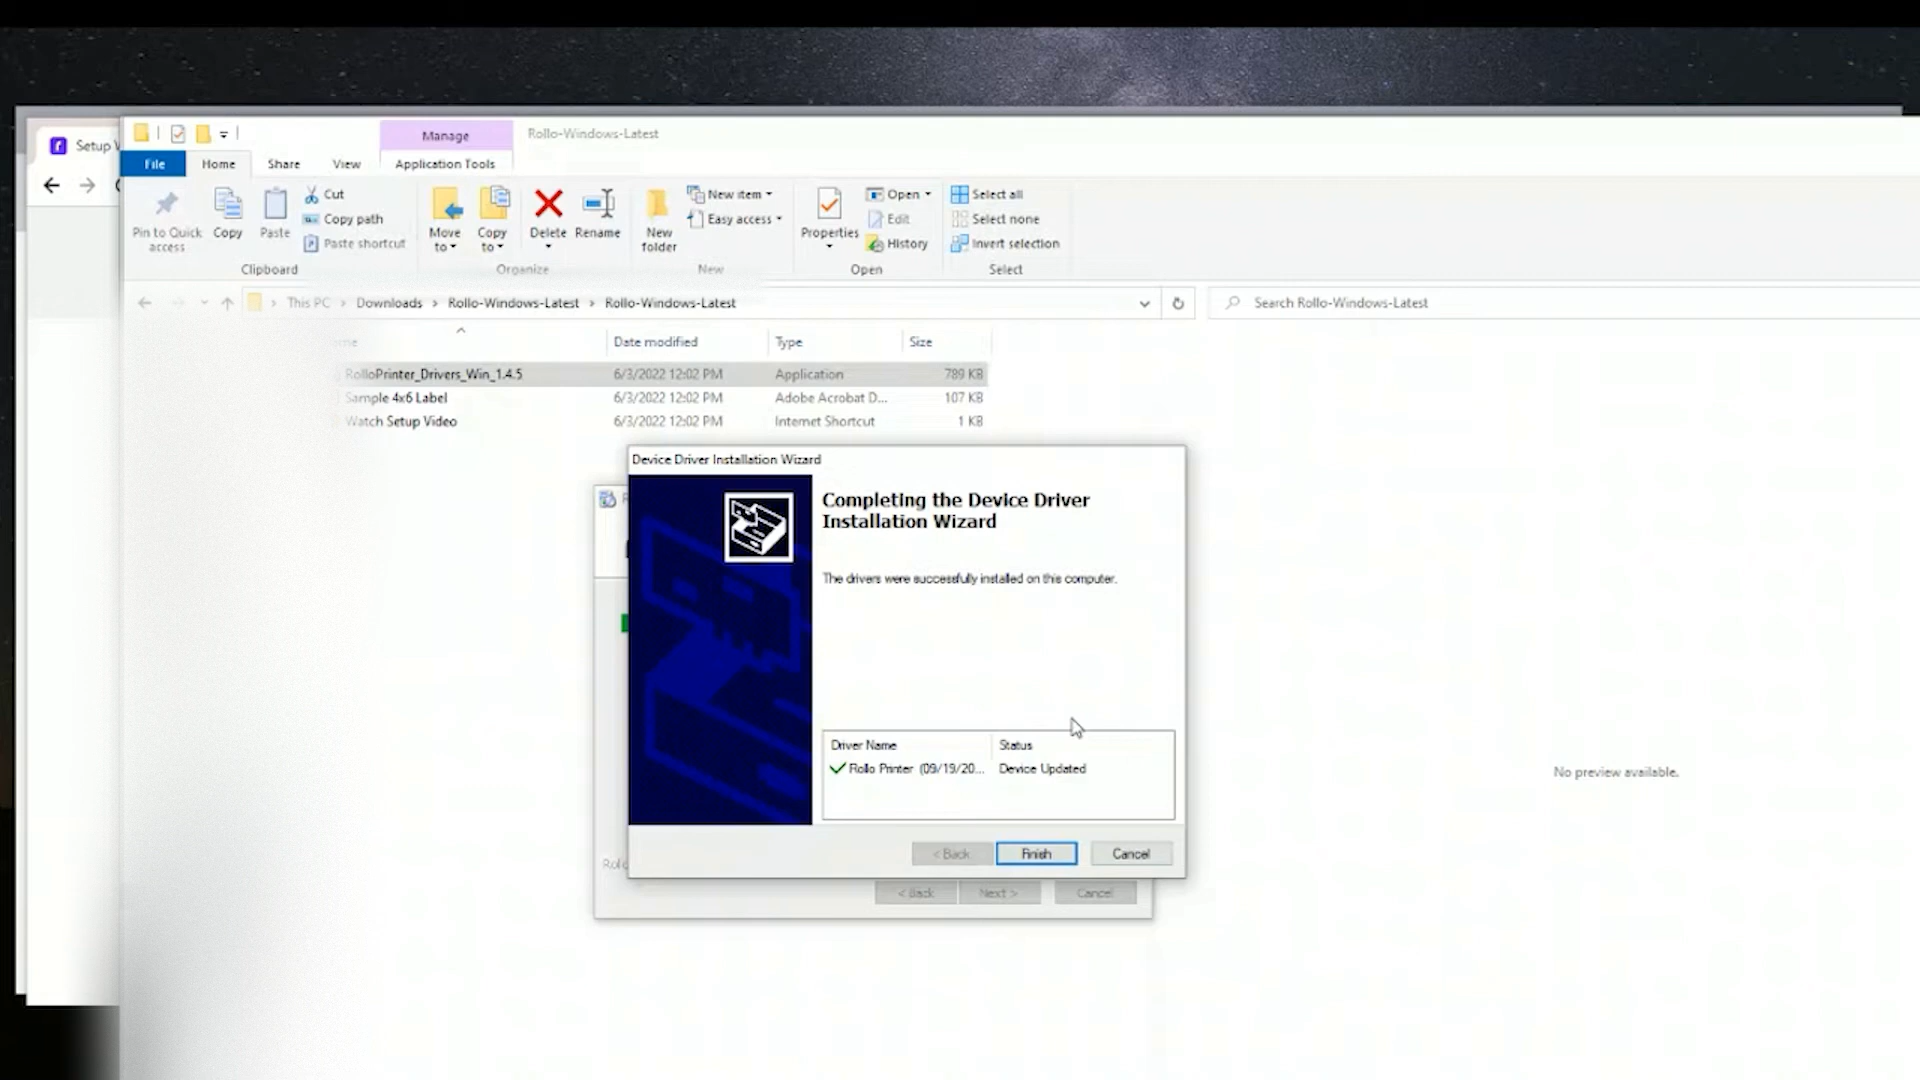 Setup
Manage
Rollo-Windows-Latest
File
Home
Share
View
Application Tools
Pin to Quick access
Copy
Paste
Cut
Copy path
Paste shortcut
Clipboard
Move to
Copy to
Delete
Rename
Organize
New folder
New item
Easy access
New
Properties
Open
Edit
History
Open
Select all
Select none
Invert selection
Select
This PC > Downloads > Rollo-Windows-Latest > Rollo-Windows-Latest
Search Rollo-Windows-Latest
Date modified Type Size
RolloPrinter_Drivers_Win_1.4.5 6/3/2022 12:02 PM Application 789 KB
Sample 4x6 Label 6/3/2022 12:02 PM Adobe Acrobat D... 107 KB
Watch Setup Video 6/3/2022 12:02 PM Internet Shortcut 1 KB
Device Driver Installation Wizard
Completing the Device Driver
Installation Wizard
The drivers were successfully installed on this computer.
Driver Name Status
Rollo Printer (09/19/20... Device Updated
No preview available.
< Back Finish Cancel
< Back Next > Cancel